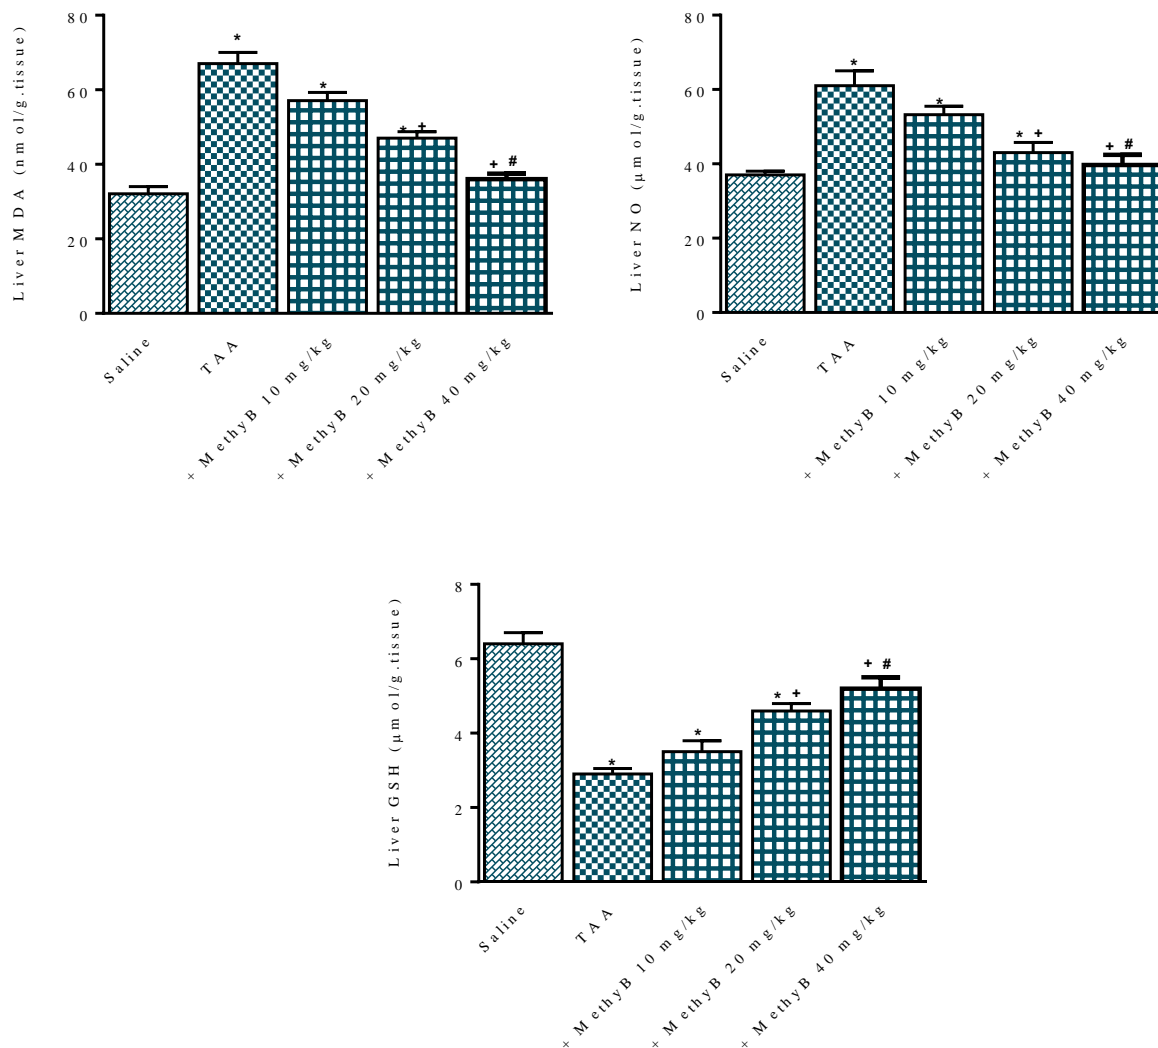 Liver MDA (nmol/g.tissue)
80
60
40
20
0
*
*
* +
+ #
Saline
TAA
+ MethyB 10 mg/kg
+ MethyB 20 mg/kg
+ MethyB 40 mg/kg
Liver NO (µmol/g.tissue)
80
60
40
20
0
*
*
* +
+ #
Saline
TAA
+ MethyB 10 mg/kg
+ MethyB 20 mg/kg
+ MethyB 40 mg/kg
Liver GSH (µmol/g.tissue)
8
6
4
2
0
*
*
* +
+ #
Saline
TAA
+ MethyB 10 mg/kg
+ MethyB 20 mg/kg
+ MethyB 40 mg/kg